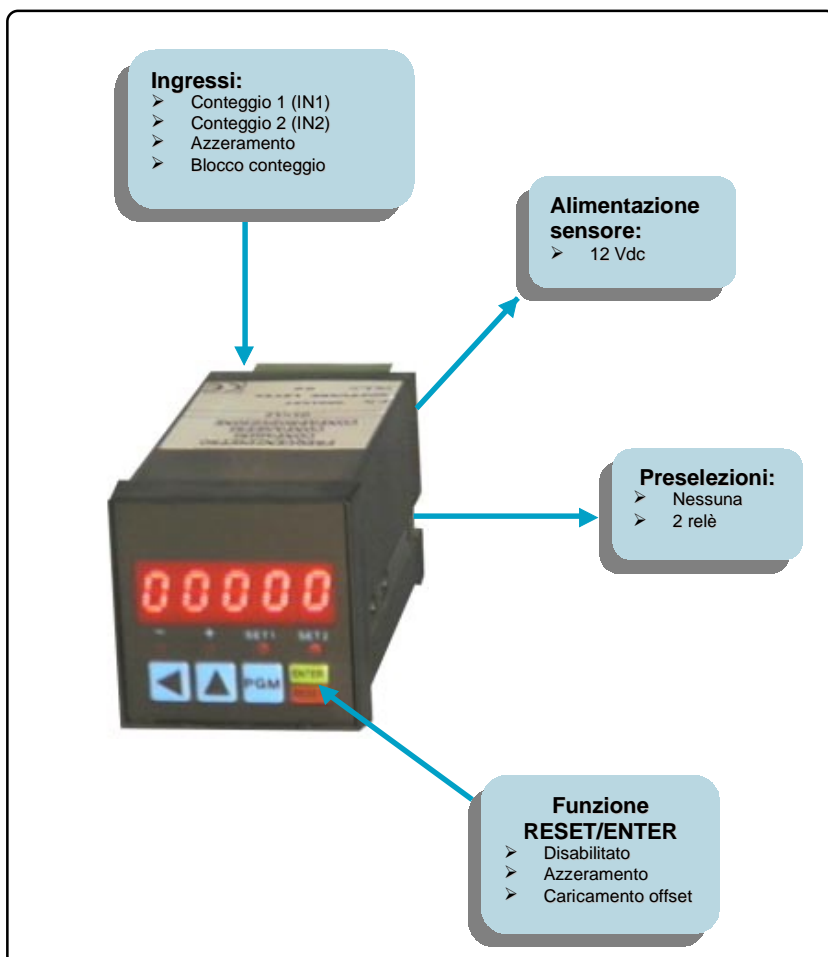 Ingressi:
➢ Conteggio 1 (IN1)
➢ Conteggio 2 (IN2)
➢ Azzeramento
➢ Blocco conteggio
Alimentazione
sensore:
➢ 12 Vdc
Preselezioni:
➢ Nessuna
➢ 2 relè
00000
- + SET1 SET2
PGM ENTER
Funzione
RESET/ENTER
➢ Disabilitato
➢ Azzeramento
➢ Caricamento offset